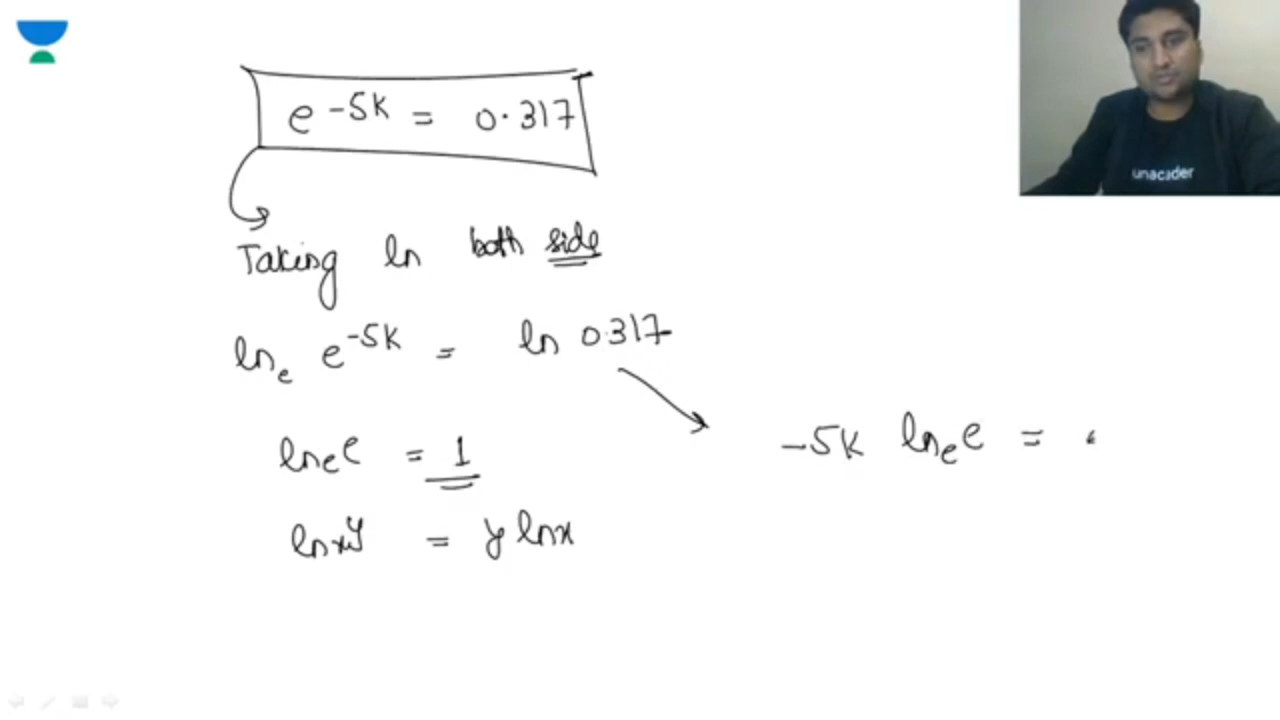 e^-5K = 0.317
Taking ln both side
ln_e e^-5K = ln 0.317
-5K ln_e e =
ln_e e = 1
ln x^y = y ln x
unacader